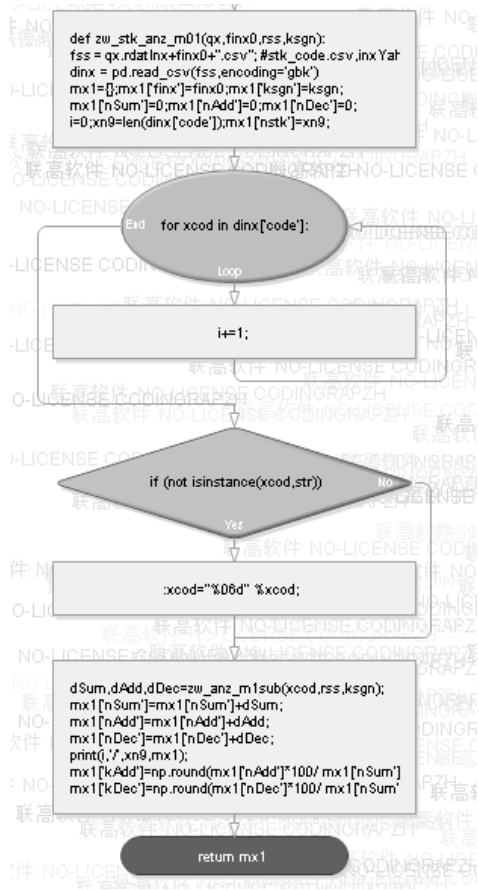 def zw_stk_anz_m01(qx,finx0,rss,ksgn):
fss = qx.rdatInx+finx0+".csv"; #stk_code.csv,inx Yah
dinx = pd.read_csv(fss,encoding='gbk')
mx1={};mx1['finx']=finx0;mx1['ksgn']=ksgn;
mx1['nSum']=0;mx1['nAdd']=0;mx1['nDec']=0;
i=0;xn9=len(dinx['code']);mx1['nstk']=xn9;
End
for xcod in dinx['code']:
Loop
i+=1;
if (not isinstance(xcod,str))
No
Yes
:xcod="%06d" %xcod;
dSum,dAdd,dDec=zw_anz_m1sub(xcod,rss,ksgn);
mx1['nSum']=mx1['nSum']+dSum;
mx1['nAdd']=mx1['nAdd']+dAdd;
mx1['nDec']=mx1['nDec']+dDec;
print(i,'/',xn9,mx1);
mx1['kAdd']=np.round(mx1['nAdd']*100/ mx1['nSum']
mx1['kDec']=np.round(mx1['nDec']*100/ mx1['nSum'
return mx1